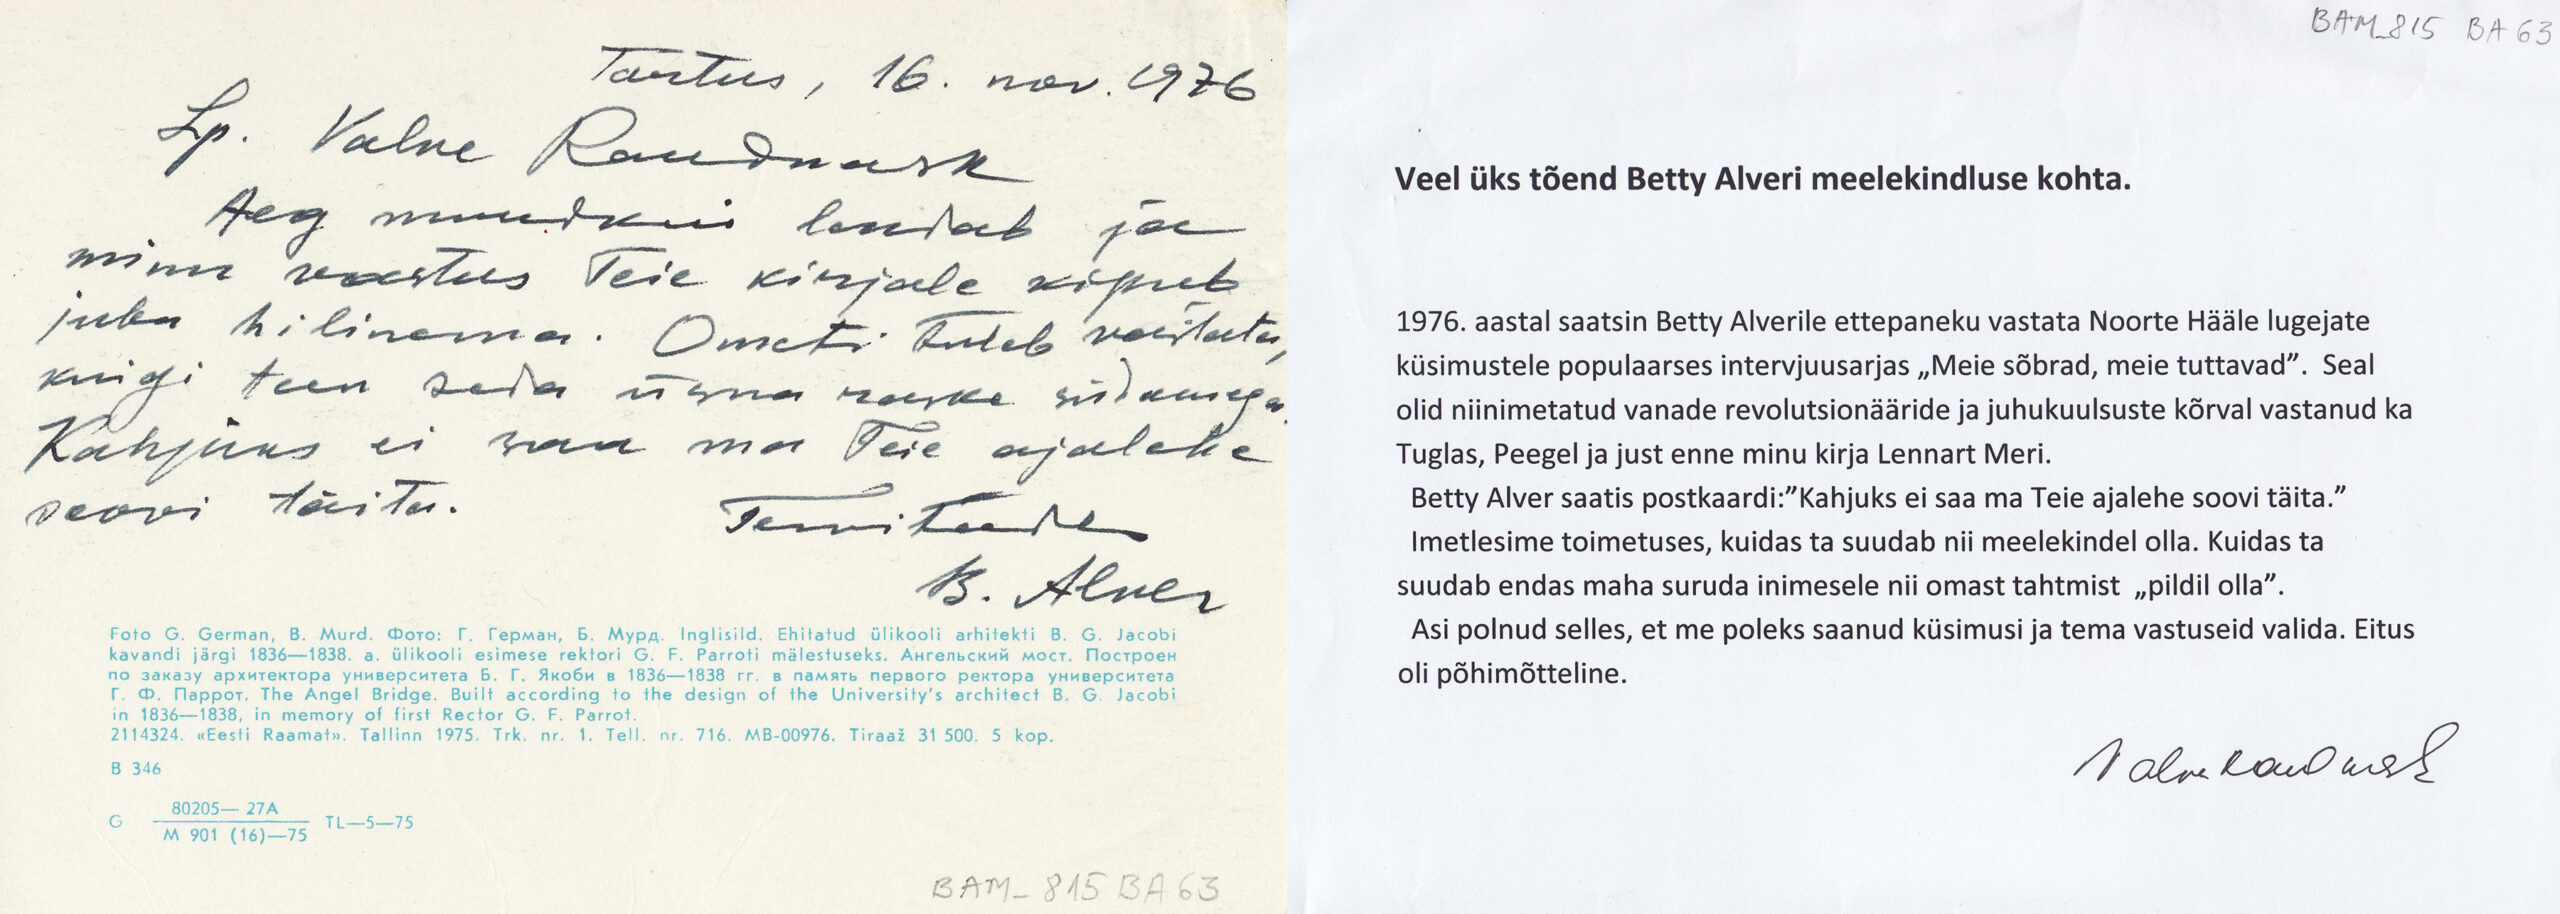 Tartus, 16. nov. 1976
Lp. Valve Raudnask
Aeg muudkui lendab ja
minu vastus Teie kirjale kipub
juba hilinema. Ometi tuleb vastata,
kuigi teen seda üsna raske südamega.
Kahjuks ei saa ma Teie ajalehe
soovi täita.
Tervitades
B. Alver
Foto G. German, B. Murd. Фото: Г. Герман, Б. Мурд. Inglisild. Ehitatud ülikooli arhitekti B. G. Jacobi
kavandi järgi 1836—1838. a. ülikooli esimese rektori G. F. Parroti mälestuseks. Ангельский мост. Построен
по заказу архитектора университета Б. Г. Якоби в 1836—1838 гг. в память первого ректора университета
Г. Ф. Паррот. The Angel Bridge. Built according to the design of the University's architect B. G. Jacobi
in 1836—1838, in memory of first Rector G. F. Parrot.
2114324. «Eesti Raamat». Tallinn 1975. Trk. nr. 1. Tell. nr. 716. MB-00976. Tiraaž 31 500. 5 kop.
B 346
G 80205— 27A TL—5—75
M 901 (16)—75
BAM_815 BA 63
BAM_815 BA 63
Veel üks tõend Betty Alveri meelekindluse kohta.
1976. aastal saatsin Betty Alverile ettepaneku vastata Noorte Hääle lugejate
küsimustele populaarses intervjuusarjas „Meie sõbrad, meie tuttavad”. Seal
olid niinimetatud vanade revolutsionääride ja juhukuulsuste kõrval vastanud ka
Tuglas, Peegel ja just enne minu kirja Lennart Meri.
Betty Alver saatis postkaardi:”Kahjuks ei saa ma Teie ajalehe soovi täita.”
Imetlesime toimetuses, kuidas ta suudab nii meelekindel olla. Kuidas ta
suudab endas maha suruda inimesele nii omast tahtmist „pildil olla”.
Asi polnud selles, et me poleks saanud küsimusi ja tema vastuseid valida. Eitus
oli põhimõtteline.
Valve Raudnask